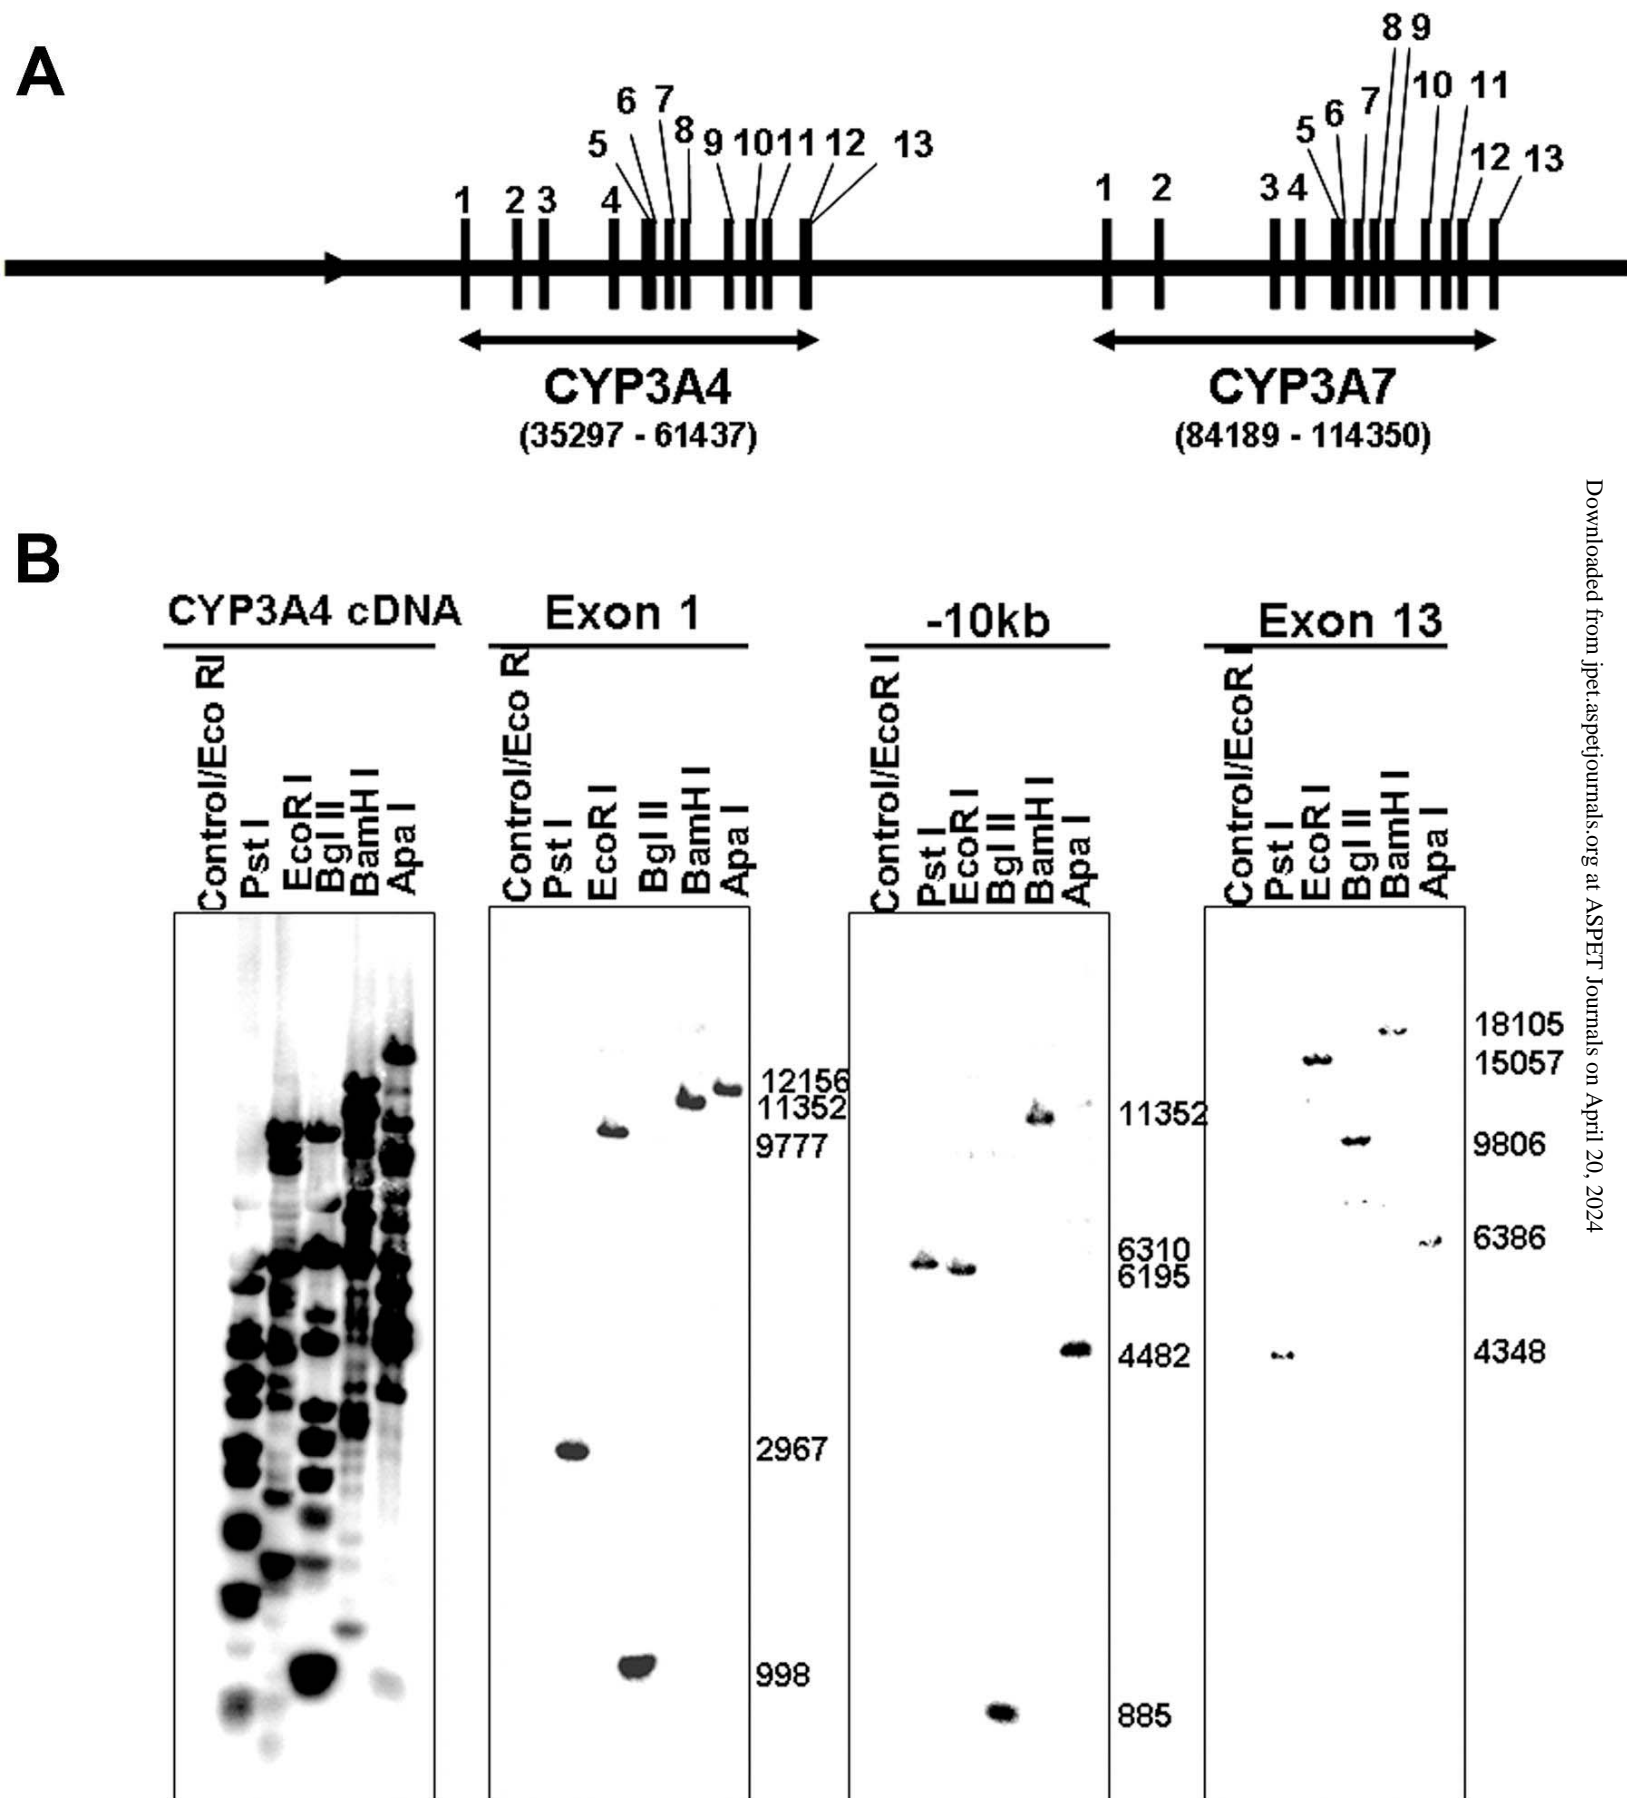 A
8 9
6 7 8 9 10 11 12 13
5
1 2 3 4
5 6 7 10 11
12 13
1 2 3 4
CYP3A4
(35297 - 61437)
CYP3A7
(84189 - 114350)
B
CYP3A4 cDNA
Control/Eco RI
Pst I
EcoR I
Bgl II
BamH I
Apa I
Exon 1
Control/Eco R
Pst I
EcoRI I
Bgl II
BamH I
Apa I
12156
11352
9777
2967
998
-10kb
Control/EcoR I
Pst I
EcoR I
Bgl II
BamH I
Apa I
11352
6310
6195
4482
885
Exon 13
Control/EcoR I
Pst I
EcoR I
Bgl II
BamH I
Apa I
18105
15057
9806
6386
4348
Downloaded from jpet.aspetjournals.org at ASPET Journals on April 20, 2024